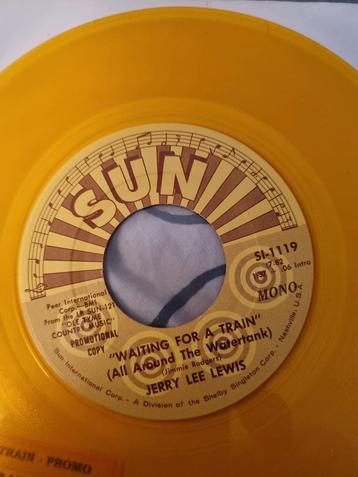 SUN
SI-1119
:06 Intro
MONO
Peer International
Corp.-BMI
(From the LP SUN-121
"OLE TYME
COUNTRY MUSIC")
PROMOTIONAL
COPY
"WAITING FOR A TRAIN"
(All Around The Watertank)
(Jimmie Rodgers)
JERRY LEE LEWIS
Sun International Corp. - A Division of the Shelby Singleton Corp. - Nashville, U.S.A.
TRAIN - PROMO